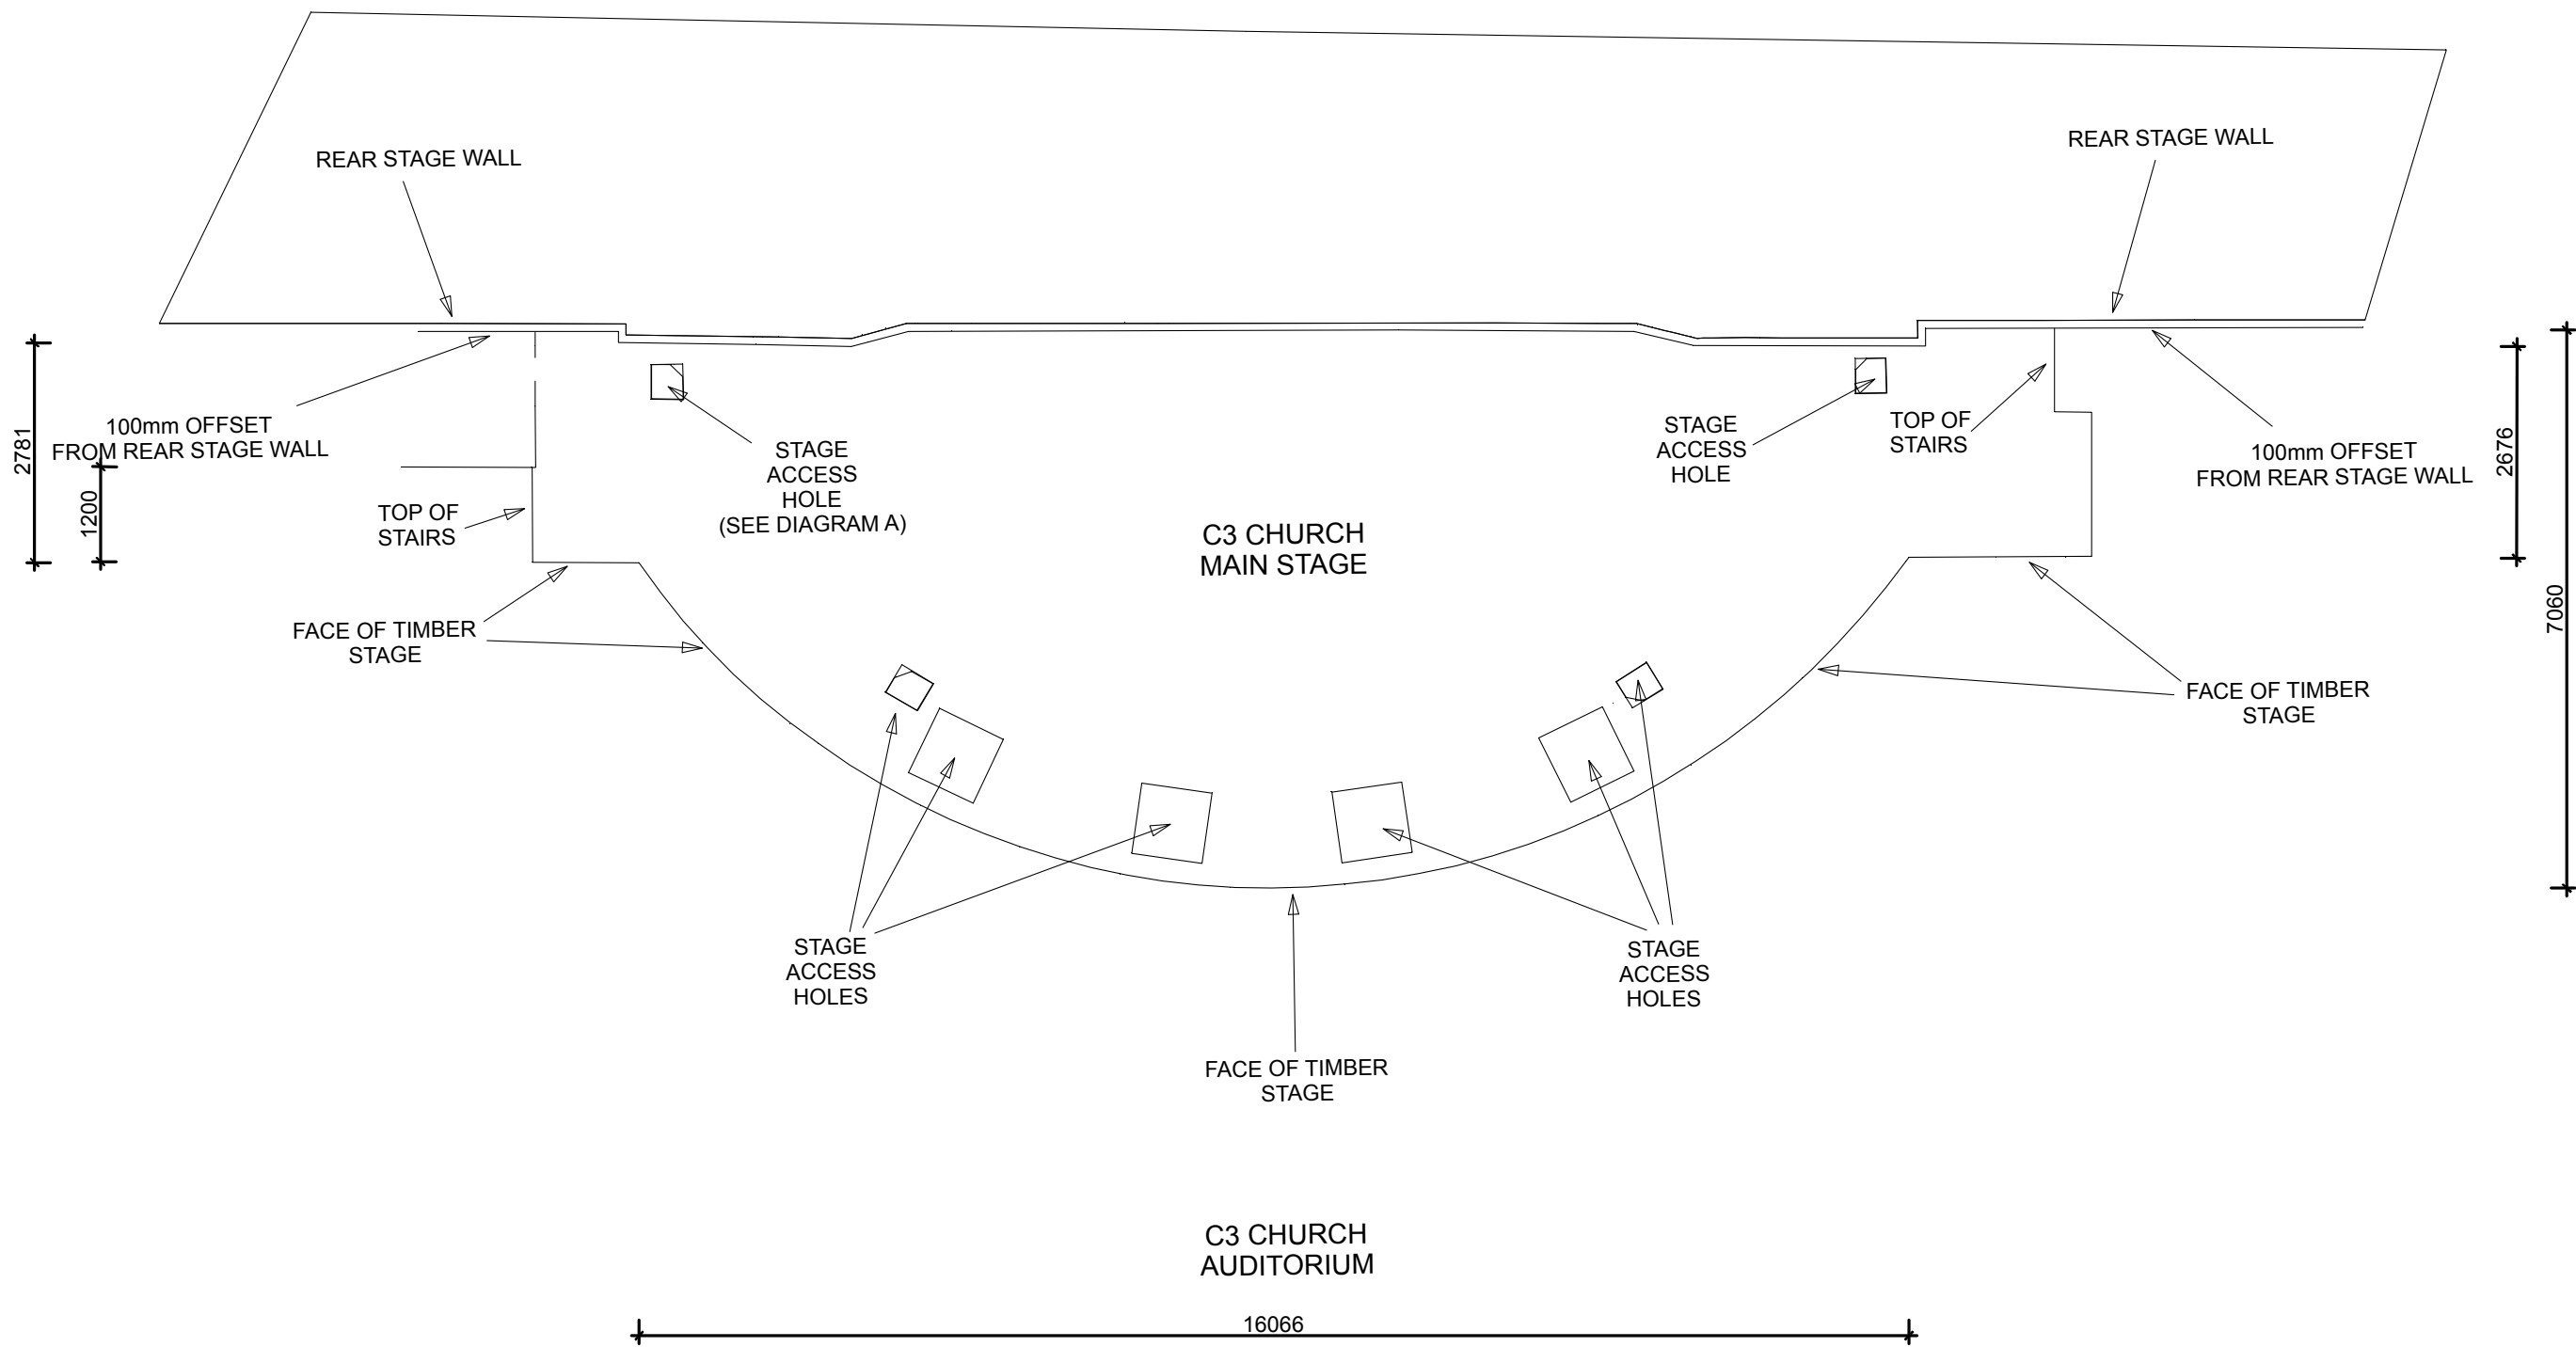 REAR STAGE WALL
REAR STAGE WALL
100mm OFFSET
FROM REAR STAGE WALL
2781
1200
TOP OF
STAIRS
STAGE
ACCESS
HOLE
(SEE DIAGRAM A)
C3 CHURCH
MAIN STAGE
STAGE
ACCESS
HOLE
TOP OF
STAIRS
100mm OFFSET
FROM REAR STAGE WALL
2676
7060
FACE OF TIMBER
STAGE
FACE OF TIMBER
STAGE
STAGE
ACCESS
HOLES
STAGE
ACCESS
HOLES
FACE OF TIMBER
STAGE
C3 CHURCH
AUDITORIUM
16066